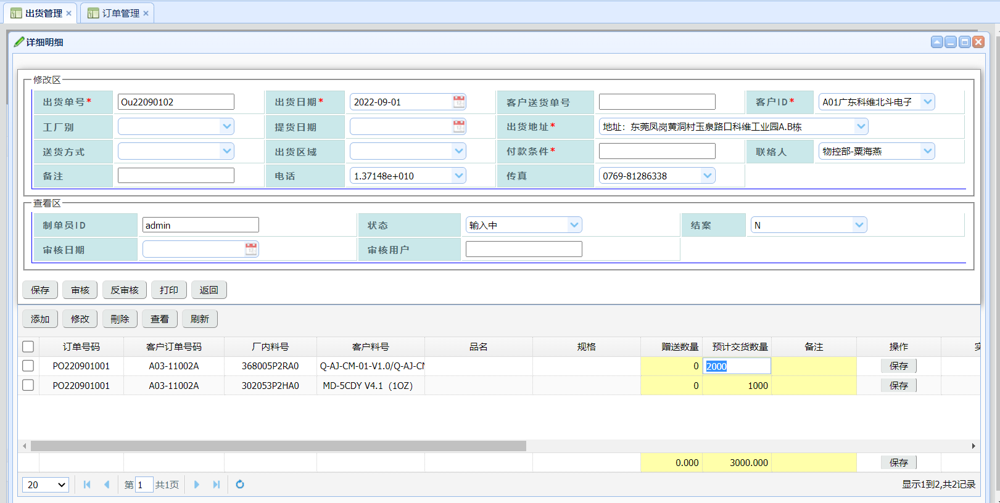 出货管理 × 订单管理 ×
详细明细
修改区
出货单号* Ou22090102 出货日期* 2022-09-01 客户送货单号 客户ID* A01广东科维北斗电子
工厂别 提货日期 出货地址* 地址：东莞凤岗黄洞村玉泉路口科维工业园A.B栋
送货方式 出货区域 付款条件* 联络人 物控部-粟海燕
备注 电话 1.37148e+010 传真 0769-81286338
查看区
制单员ID admin 状态 输入中 结案 N
审核日期 审核用户
保存 审核 反审核 打印 返回
添加 修改 删除 查看 刷新
订单号码 客户订单号码 厂内料号 客户料号 品名 规格 赠送数量 预计交货数量 备注 操作
PO220901001 A03-11002A 368005P2RA0 Q-AJ-CM-01-V1.0/Q-AJ-CM 0 2000 保存
PO220901001 A03-11002A 302053P2HA0 MD-5CDY V4.1（1OZ） 0 1000 保存
0.000 3000.000 保存
20 第 1 共1页 显示1到2,共2记录